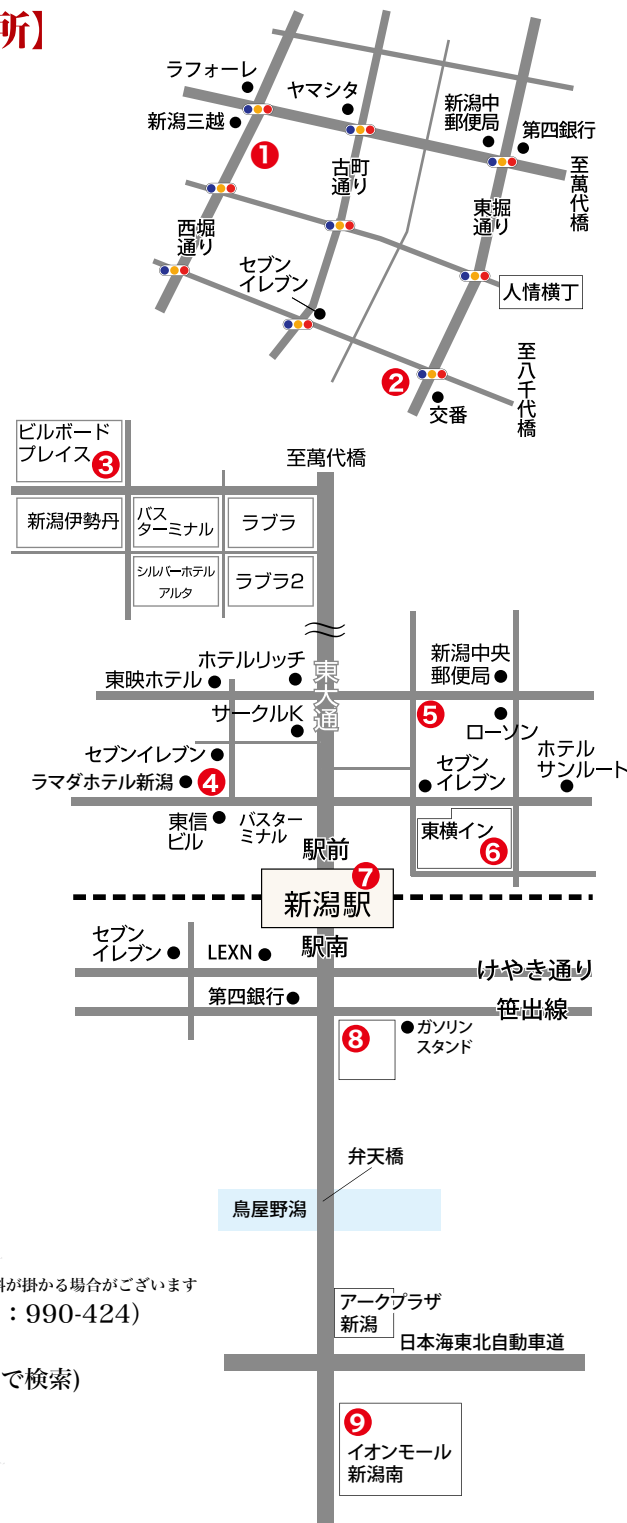 所】
ラフォーレ
ヤマシタ
新潟三越
新潟中
郵便局
第四銀行
至萬代橋
1
古町
通り
東堀
通り
西堀
通り
セブン
イレブン
人情横丁
至八千代橋
2
交番
ビルボード
プレイス
3
至萬代橋
新潟伊勢丹
バス
ターミナル
ラブラ
シルバーホテル
アルタ
ラブラ2
東大通
ホテルリッチ
東映ホテル
新潟中央
郵便局
サークルK
5
ローソン
セブンイレブン
ラマダホテル新潟
4
セブン
イレブン
ホテル
サンルート
東信
ビル
バスター
ミナル
東横イン
6
駅前
7
新潟駅
駅南
セブン
イレブン
LEXN
けやき通り
第四銀行
笹出線
8
ガソリン
スタンド
弁天橋
鳥屋野潟
料が掛かる場合がございます
：990-424）
アークプラザ
新潟
日本海東北自動車道
で検索)
9
イオンモール
新潟南